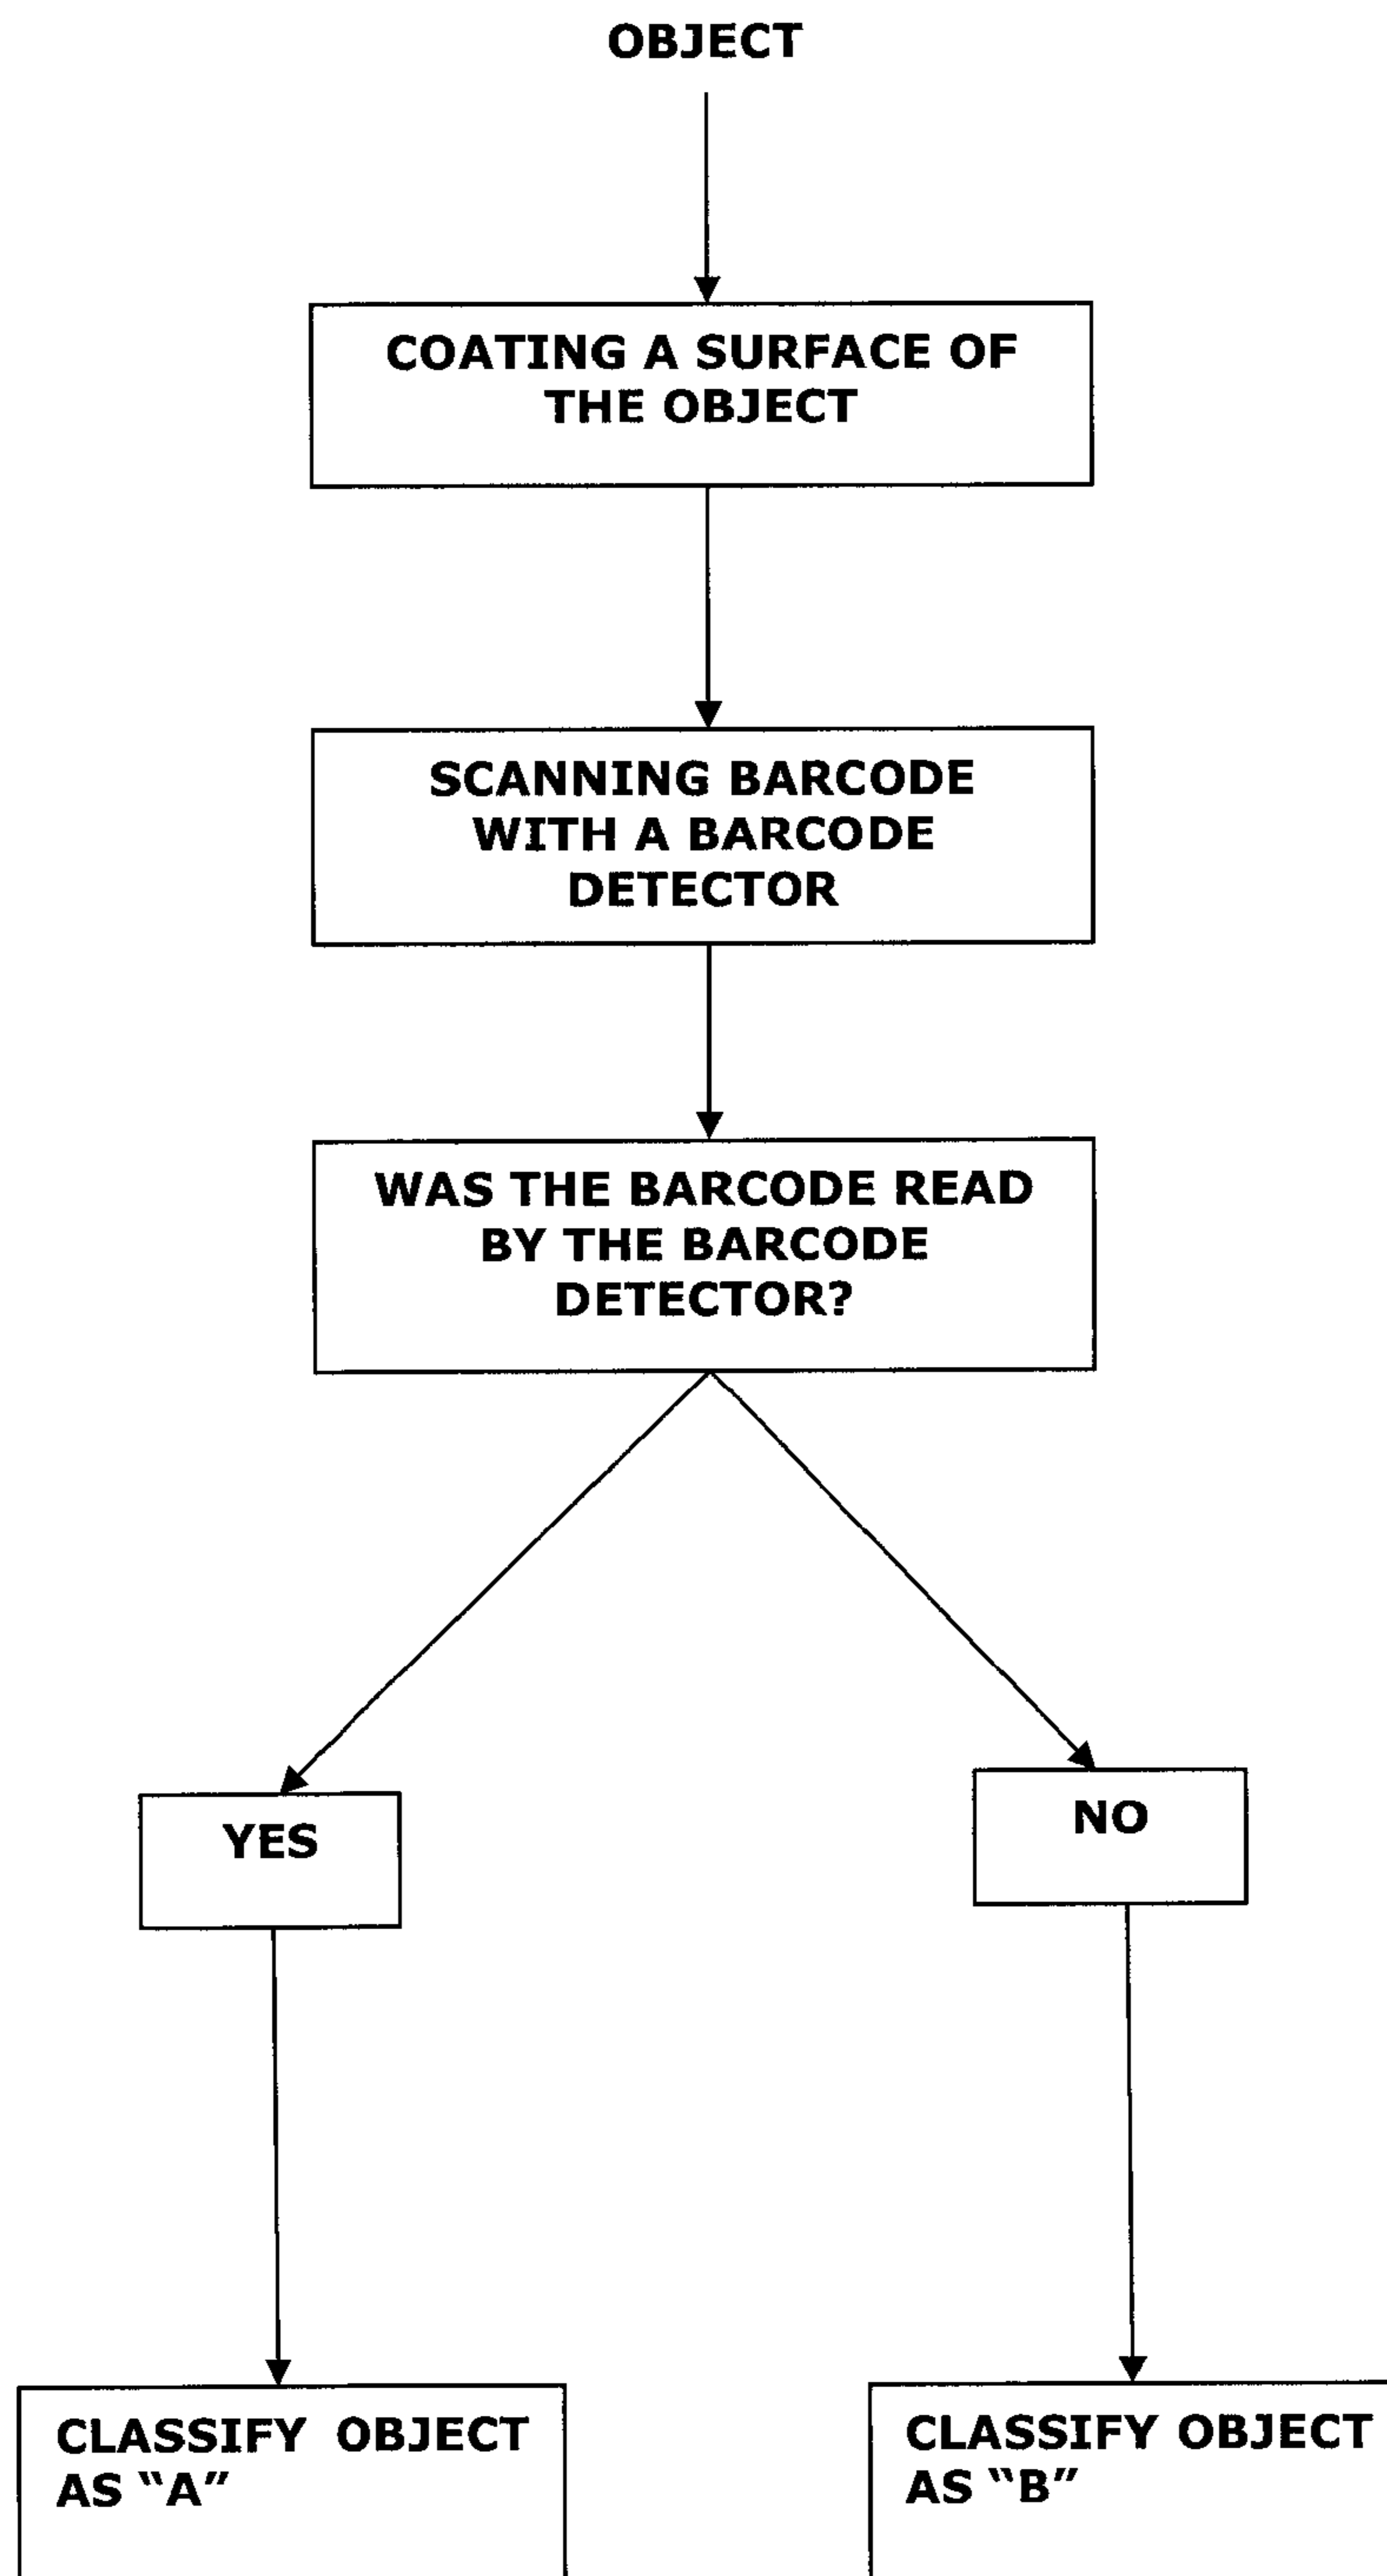 OBJECT
COATING A SURFACE OF
THE OBJECT
SCANNING BARCODE
WITH A BARCODE
DETECTOR
WAS THE BARCODE READ
BY THE BARCODE
DETECTOR?
YES
NO
CLASSIFY OBJECT
AS “A”
CLASSIFY OBJECT
AS “B”